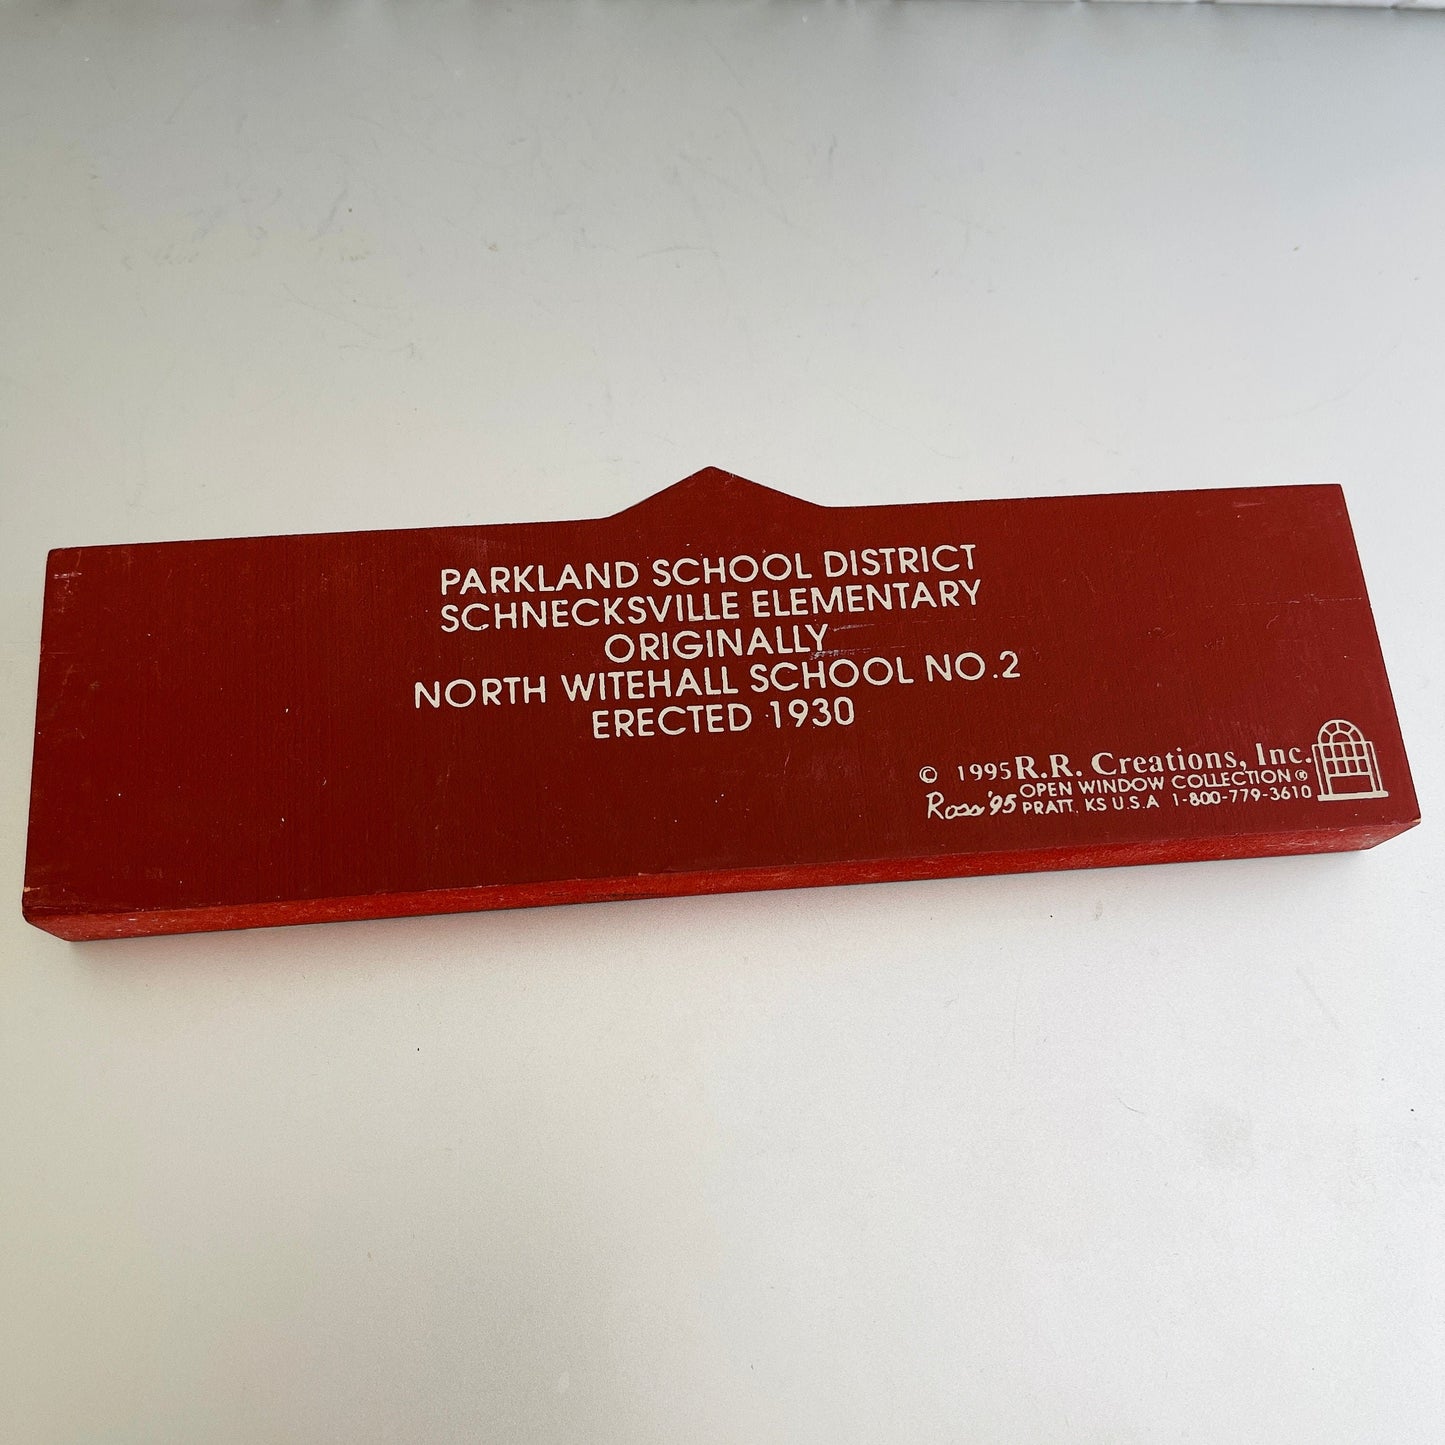 PARKLAND SCHOOL DISTRICT
SCHNECKSVILLE ELEMENTARY
ORIGINALLY
NORTH WITEHALL SCHOOL NO.2
ERECTED 1930
© 1995 R.R. Creations, Inc.
OPEN WINDOW COLLECTION ®
Ross '95 PRATT, KS U.S.A 1-800-779-3610